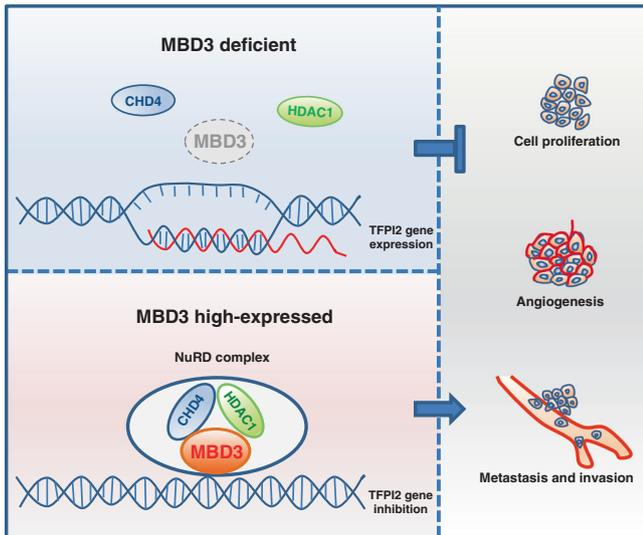 MBD3 deficient
CHD4
HDAC1
MBD3
TFPI2 gene
expression
MBD3 high-expressed
NuRD complex
CHD4
HDAC1
MBD3
TFPI2 gene
inhibition
Cell proliferation
Angiogenesis
Metastasis and invasion